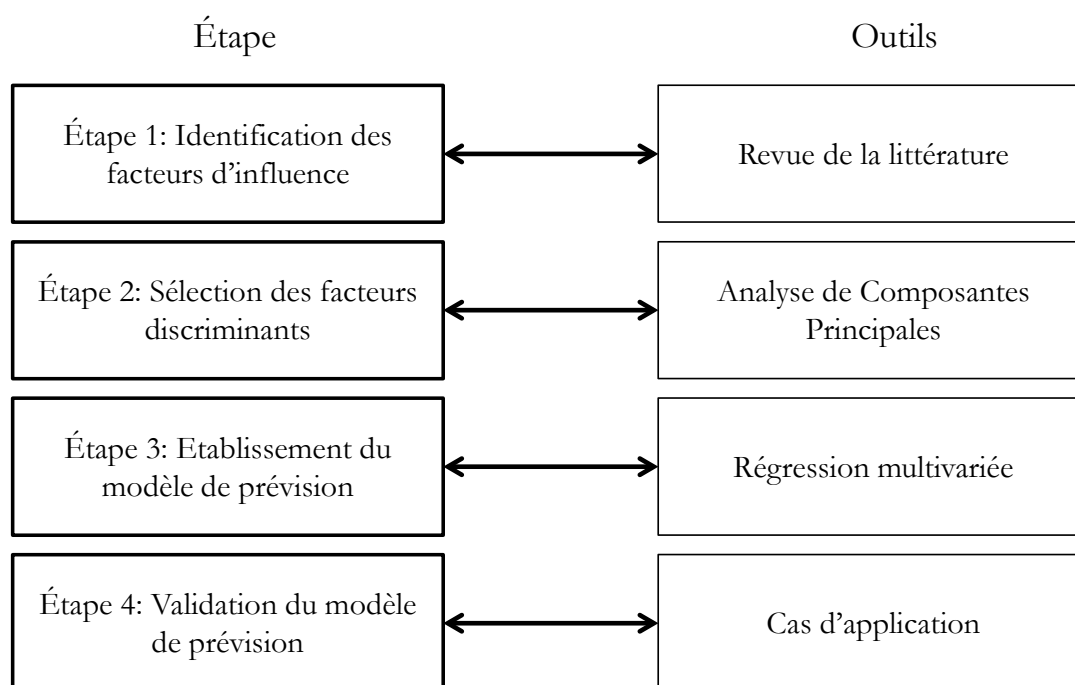 Étape
Outils
Étape 1: Identification des
facteurs d’influence
Revue de la littérature
Étape 2: Sélection des facteurs
discriminants
Analyse de Composantes
Principales
Étape 3: Etablissement du
modèle de prévision
Régression multivariée
Étape 4: Validation du modèle
de prévision
Cas d’application